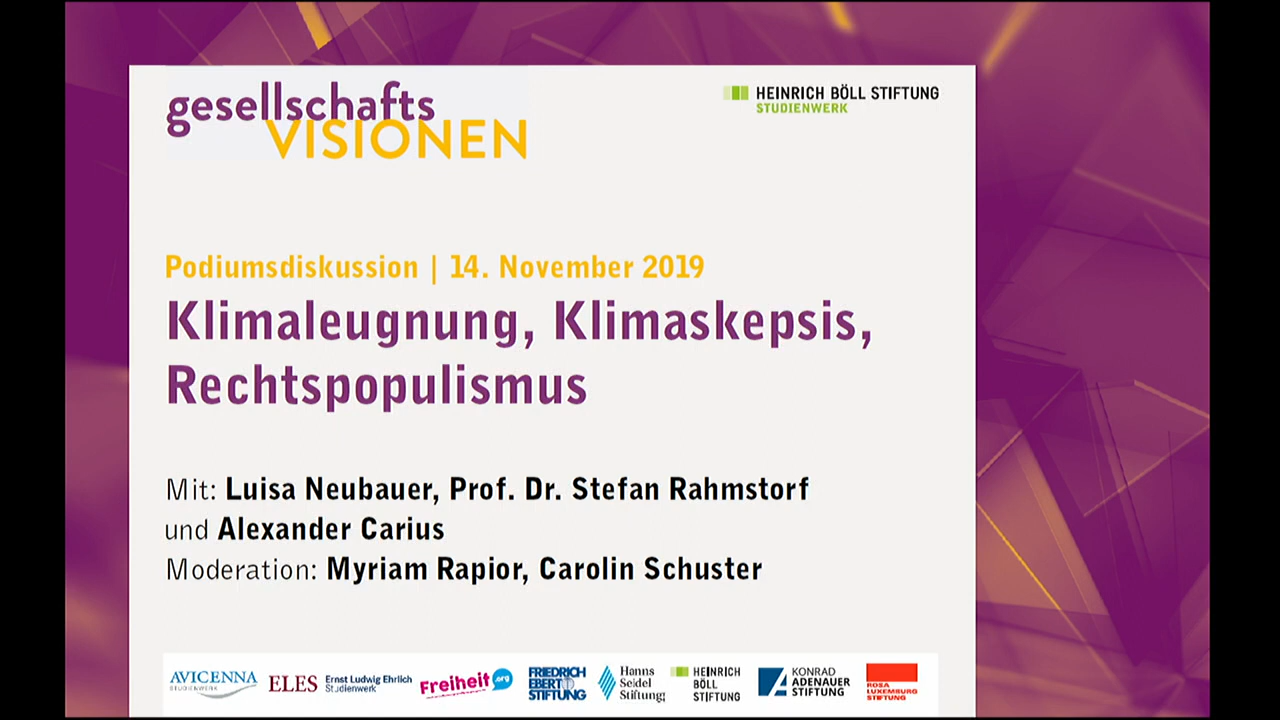 gesellschafts
VISIONEN
HEINRICH BÖLL STIFTUNG
STUDIENWERK
Podiumsdiskussion | 14. November 2019
Klimaleugnung, Klimaskepsis,
Rechtspopulismus
Mit: Luisa Neubauer, Prof. Dr. Stefan Rahmstorf
und Alexander Carius
Moderation: Myriam Rapior, Carolin Schuster
AVICENNA
STUDIENWERK
ELES
Ernst Ludwig Ehrlich
Studienwerk
Freiheit.org
FRIEDRICH
EBERT
STIFTUNG
Hanns
Seidel
Stiftung
HEINRICH
BÖLL
STIFTUNG
KONRAD
ADENAUER
STIFTUNG
ROSA
LUXEMBURG
STIFTUNG